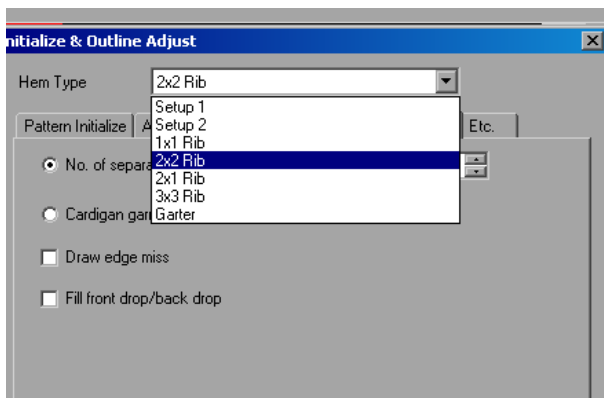 nitialize & Outline Adjust
Hem Type
2x2 Rib
Setup 1
Setup 2
1x1 Rib
2x2 Rib
2x1 Rib
3x3 Rib
Garter
Pattern Initialize
Etc.
No. of separa
Cardigan gar
Draw edge miss
Fill front drop/back drop